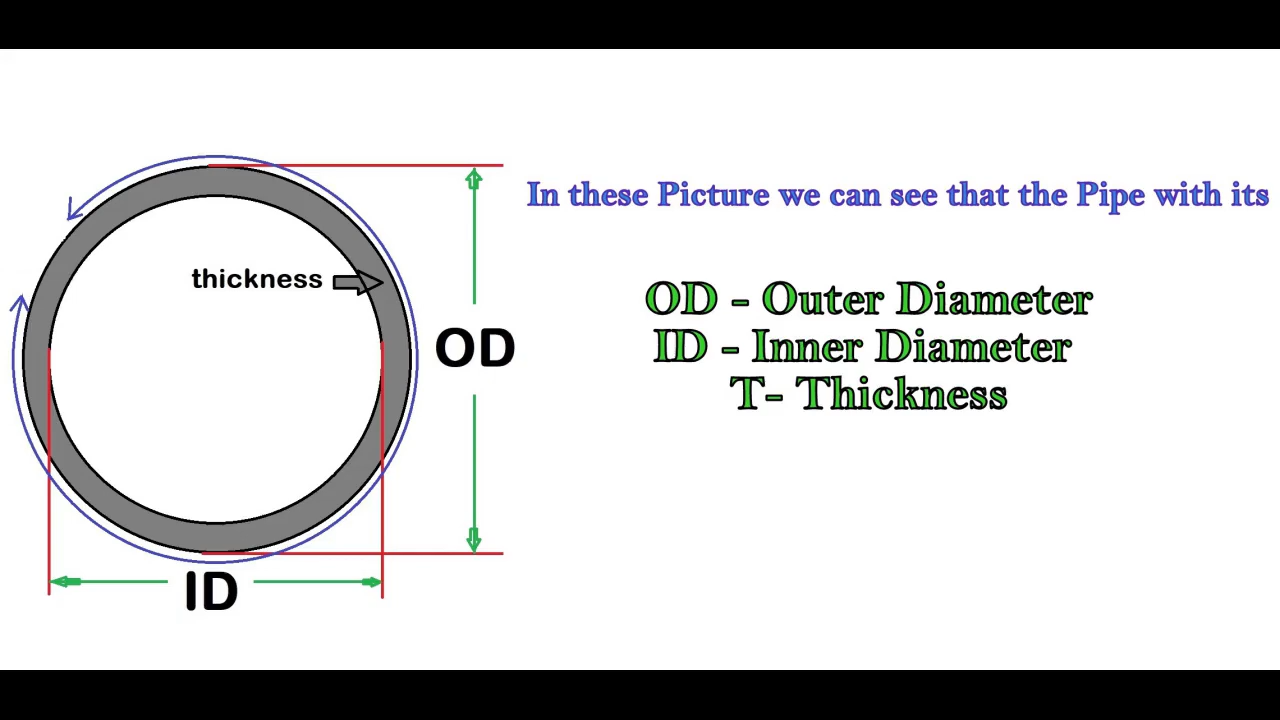 In these Picture we can see that the Pipe with its
OD - Outer Diameter
ID - Inner Diameter
T- Thickness
thickness
OD
ID